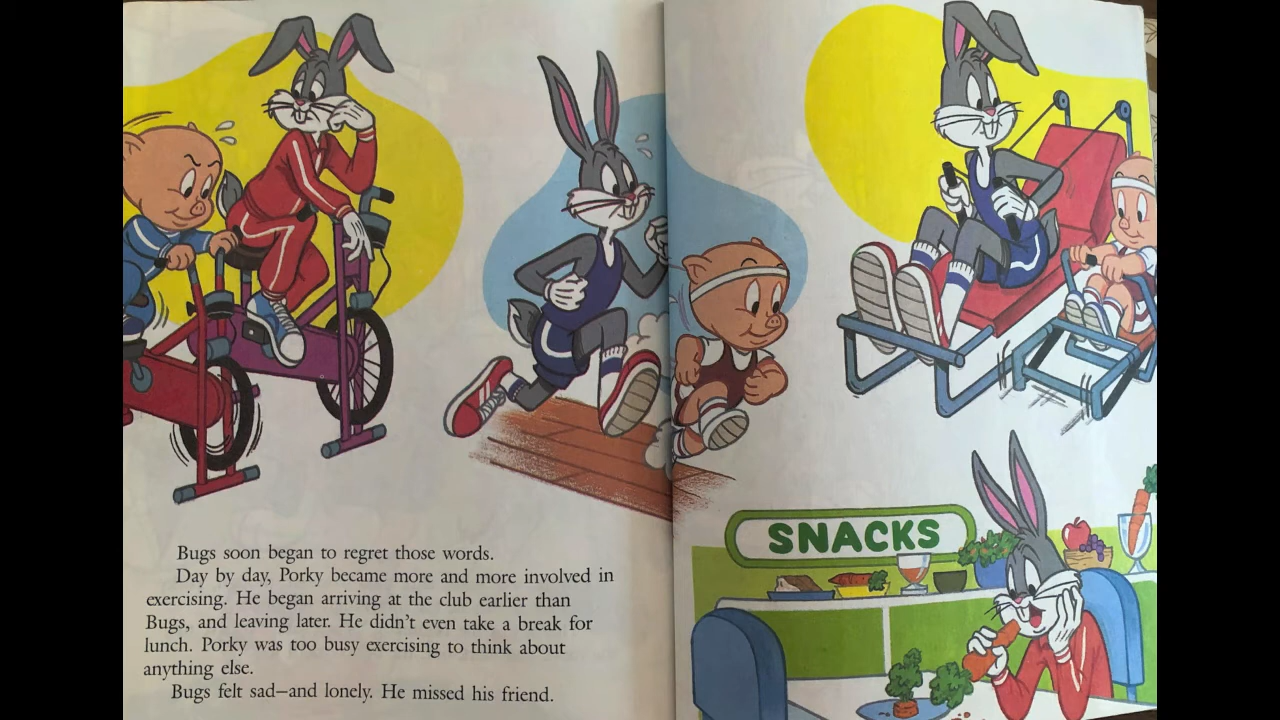 Bugs soon began to regret those words.
Day by day, Porky became more and more involved in
exercising. He began arriving at the club earlier than
Bugs, and leaving later. He didn't even take a break for
lunch. Porky was too busy exercising to think about
anything else.
Bugs felt sad—and lonely. He missed his friend.
SNACKS